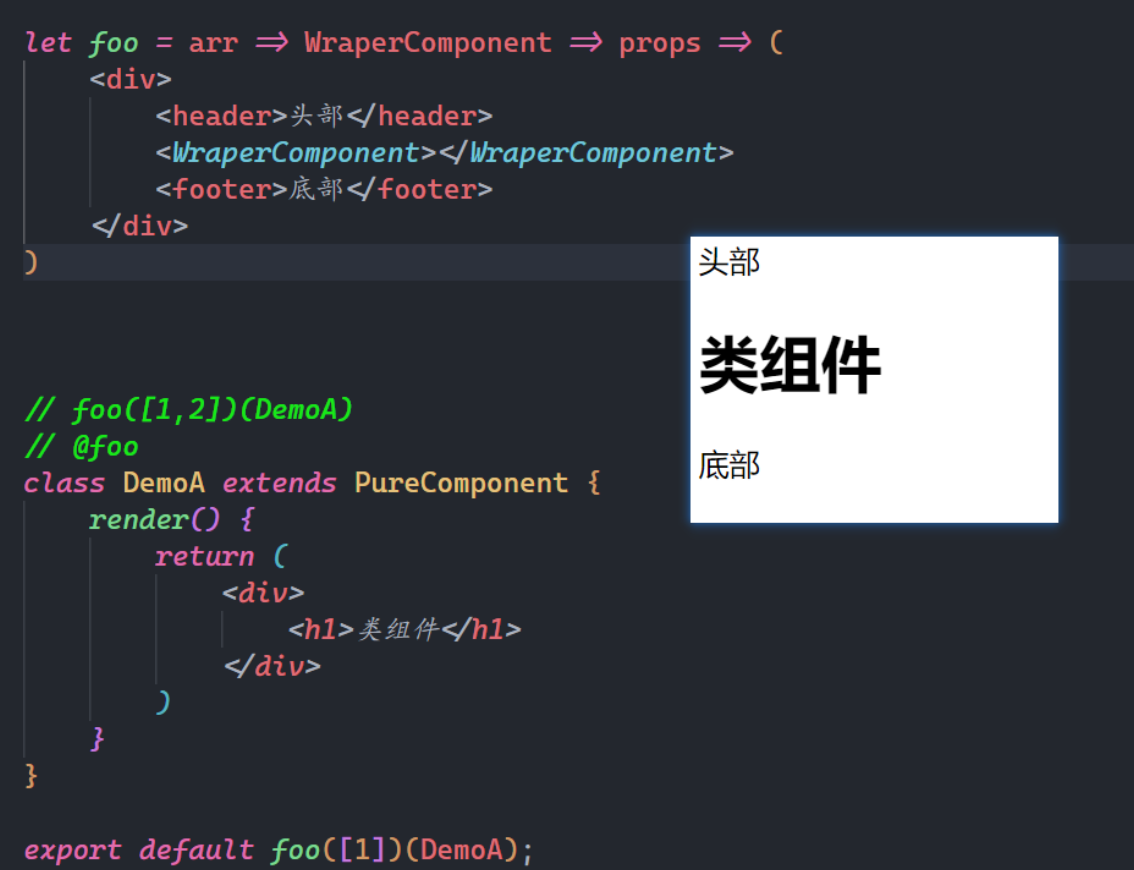 let foo = arr => WraperComponent => props => (
<div>
<header>头部</header>
<WraperComponent></WraperComponent>
<footer>底部</footer>
</div>
)
头部
类组件
底部
// foo([1,2])(DemoA)
// @foo
class DemoA extends PureComponent {
render() {
return (
<div>
<h1>类组件</h1>
</div>
)
}
}
export default foo([1])(DemoA);